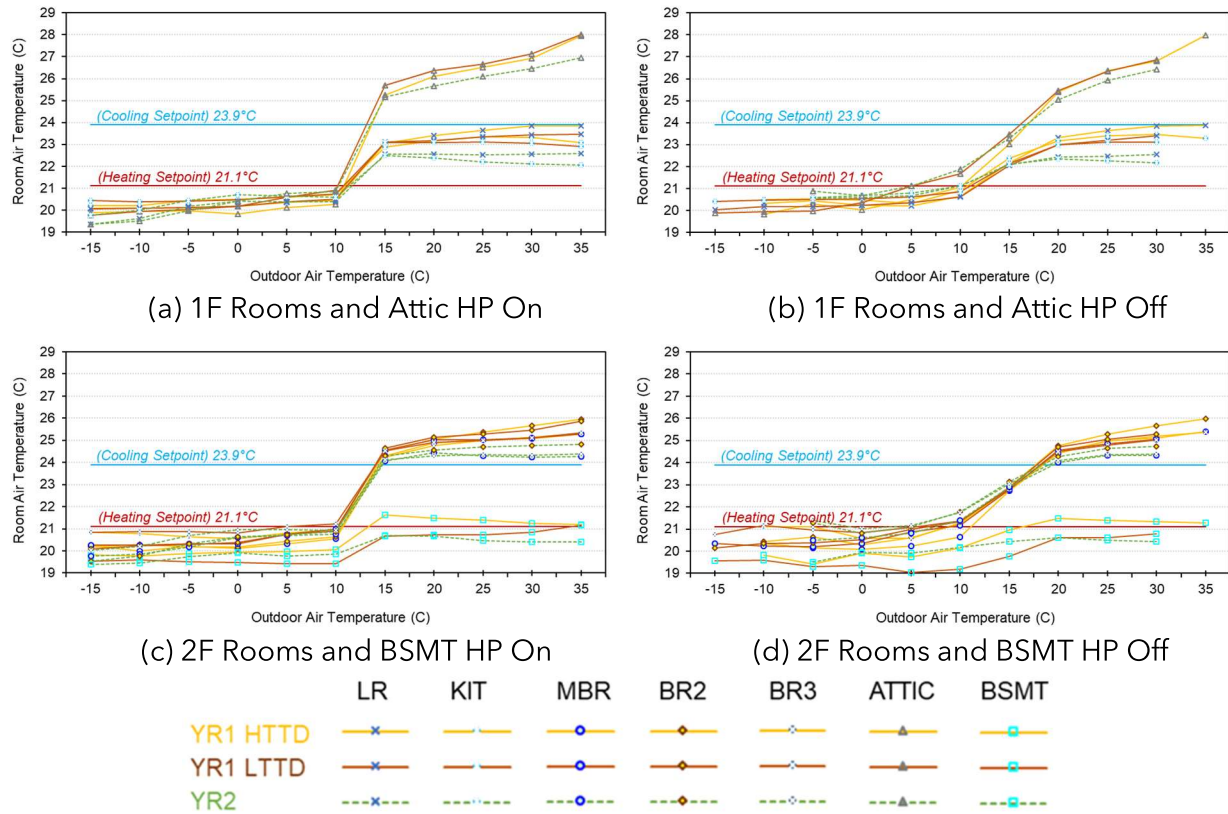 29
28
27
26
25
24
23
22
21
20
19
Room Air Temperature (C)
(Cooling Setpoint) 23.9°C
(Heating Setpoint) 21.1°C
-15 -10 -5 0 5 10 15 20 25 30 35
Outdoor Air Temperature (C)
(a) 1F Rooms and Attic HP On
29
28
27
26
25
24
23
22
21
20
19
Room Air Temperature (C)
(Cooling Setpoint) 23.9°C
(Heating Setpoint) 21.1°C
-15 -10 -5 0 5 10 15 20 25 30 35
Outdoor Air Temperature (C)
(b) 1F Rooms and Attic HP Off
29
28
27
26
25
24
23
22
21
20
19
Room Air Temperature (C)
(Cooling Setpoint) 23.9°C
(Heating Setpoint) 21.1°C
-15 -10 -5 0 5 10 15 20 25 30 35
Outdoor Air Temperature (C)
(c) 2F Rooms and BSMT HP On
29
28
27
26
25
24
23
22
21
20
19
Room Air Temperature (C)
(Cooling Setpoint) 23.9°C
(Heating Setpoint) 21.1°C
-15 -10 -5 0 5 10 15 20 25 30 35
Outdoor Air Temperature (C)
(d) 2F Rooms and BSMT HP Off
LR KIT MBR BR2 BR3 ATTIC BSMT
YR1 HTTD
YR1 LTTD
YR2